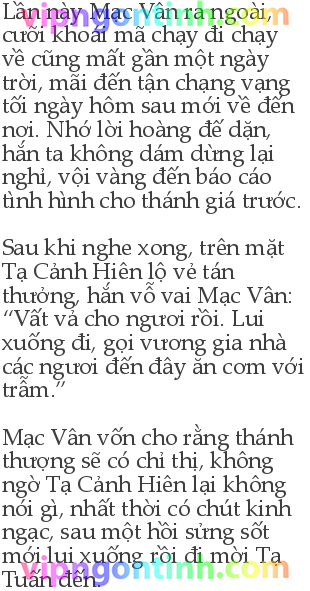 Lần này Mạc Vân ra ngoài,
cưỡi khoái mã chạy đi chạy
về cũng mất gần một ngày
trời, mãi đến tận chạng vạng
tối ngày hôm sau mới về đến
nơi. Nhớ lời hoàng đế dặn,
hắn ta không dám dừng lại
nghỉ, vội vàng đến báo cáo
tình hình cho thánh giá trước.

Sau khi nghe xong, trên mặt
Tạ Cảnh Hiên lộ vẻ tán
thưởng, hắn vỗ vai Mạc Vân:
“Vất vả cho ngươi rồi. Lui
xuống đi, gọi vương gia nhà
các ngươi đến đây ăn cơm với
trẫm.”

Mạc Vân vốn cho rằng thánh
thượng sẽ có chỉ thị, không
ngờ Tạ Cảnh Hiên lại không
nói gì, nhất thời có chút kinh
ngạc, sau một hồi sửng sốt
mới lui xuống rồi đi mời Tạ
Tuấn đến.
vipngontinh.com
vipngontinh.com